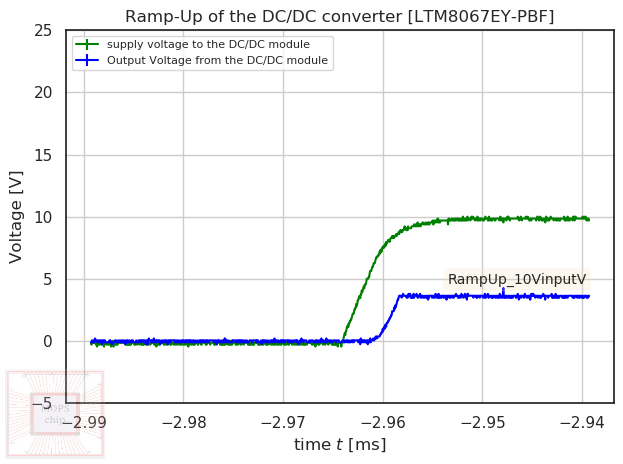 Ramp-Up of the DC/DC converter [LTM8067EY-PBF]
25
20
15
10
5
0
−5
Voltage [V]
supply voltage to the DC/DC module
Output Voltage from the DC/DC module
RampUp_10VinputV
MOPS
chip
−2.99 −2.98 −2.97 −2.96 −2.95 −2.94
time t [ms]